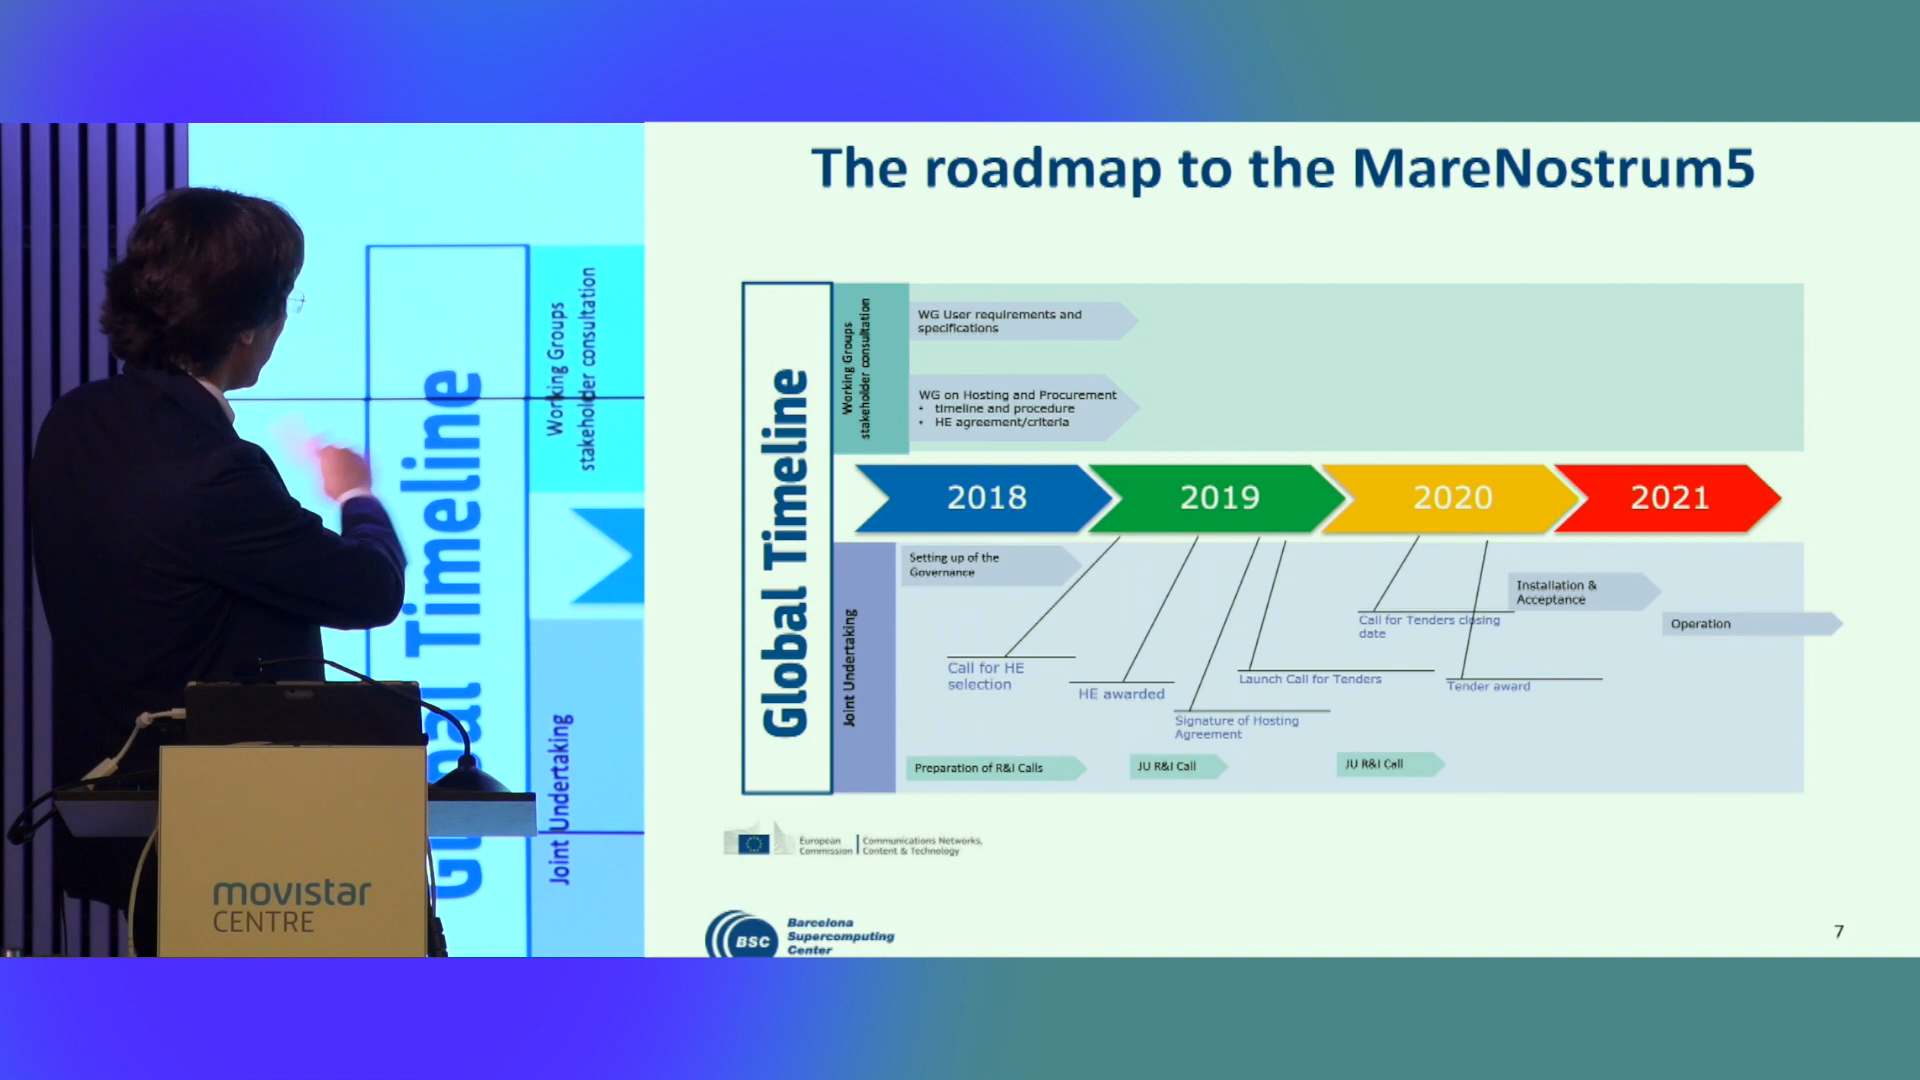 Working Groups
stakeholder consultation
Timeline
Joint Undertaking
movistar
CENTRE
The roadmap to the MareNostrum5
Global Timeline
Working Groups
stakeholder consultation
WG User requirements and
specifications
WG on Hosting and Procurement
• timeline and procedure
• HE agreement/criteria
2018
2019
2020
2021
Joint Undertaking
Setting up of the
Governance
Installation &
Acceptance
Operation
Call for Tenders closing
date
Call for HE
selection
HE awarded
Launch Call for Tenders
Tender award
Signature of Hosting
Agreement
Preparation of R&I Calls
JU R&I Call
JU R&I Call
European
Commission
Communications Networks,
Content & Technology
BSC
Barcelona
Supercomputing
Center
7